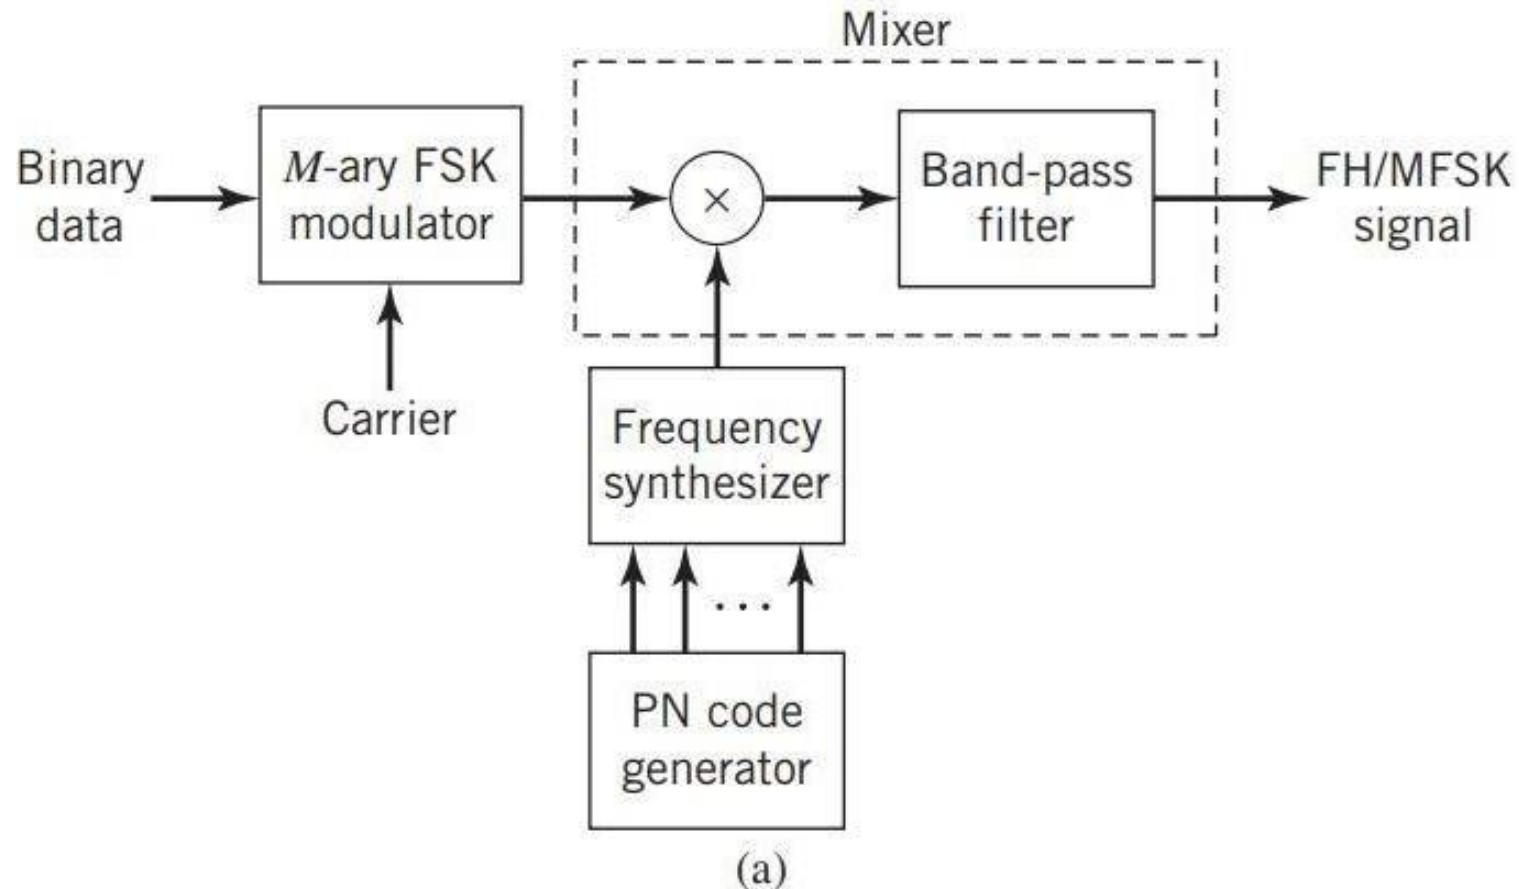 Mixer
Binary
data
M-ary FSK
modulator
×
Band-pass
filter
FH/MFSK
signal
Carrier
Frequency
synthesizer
...
PN code
generator
(a)